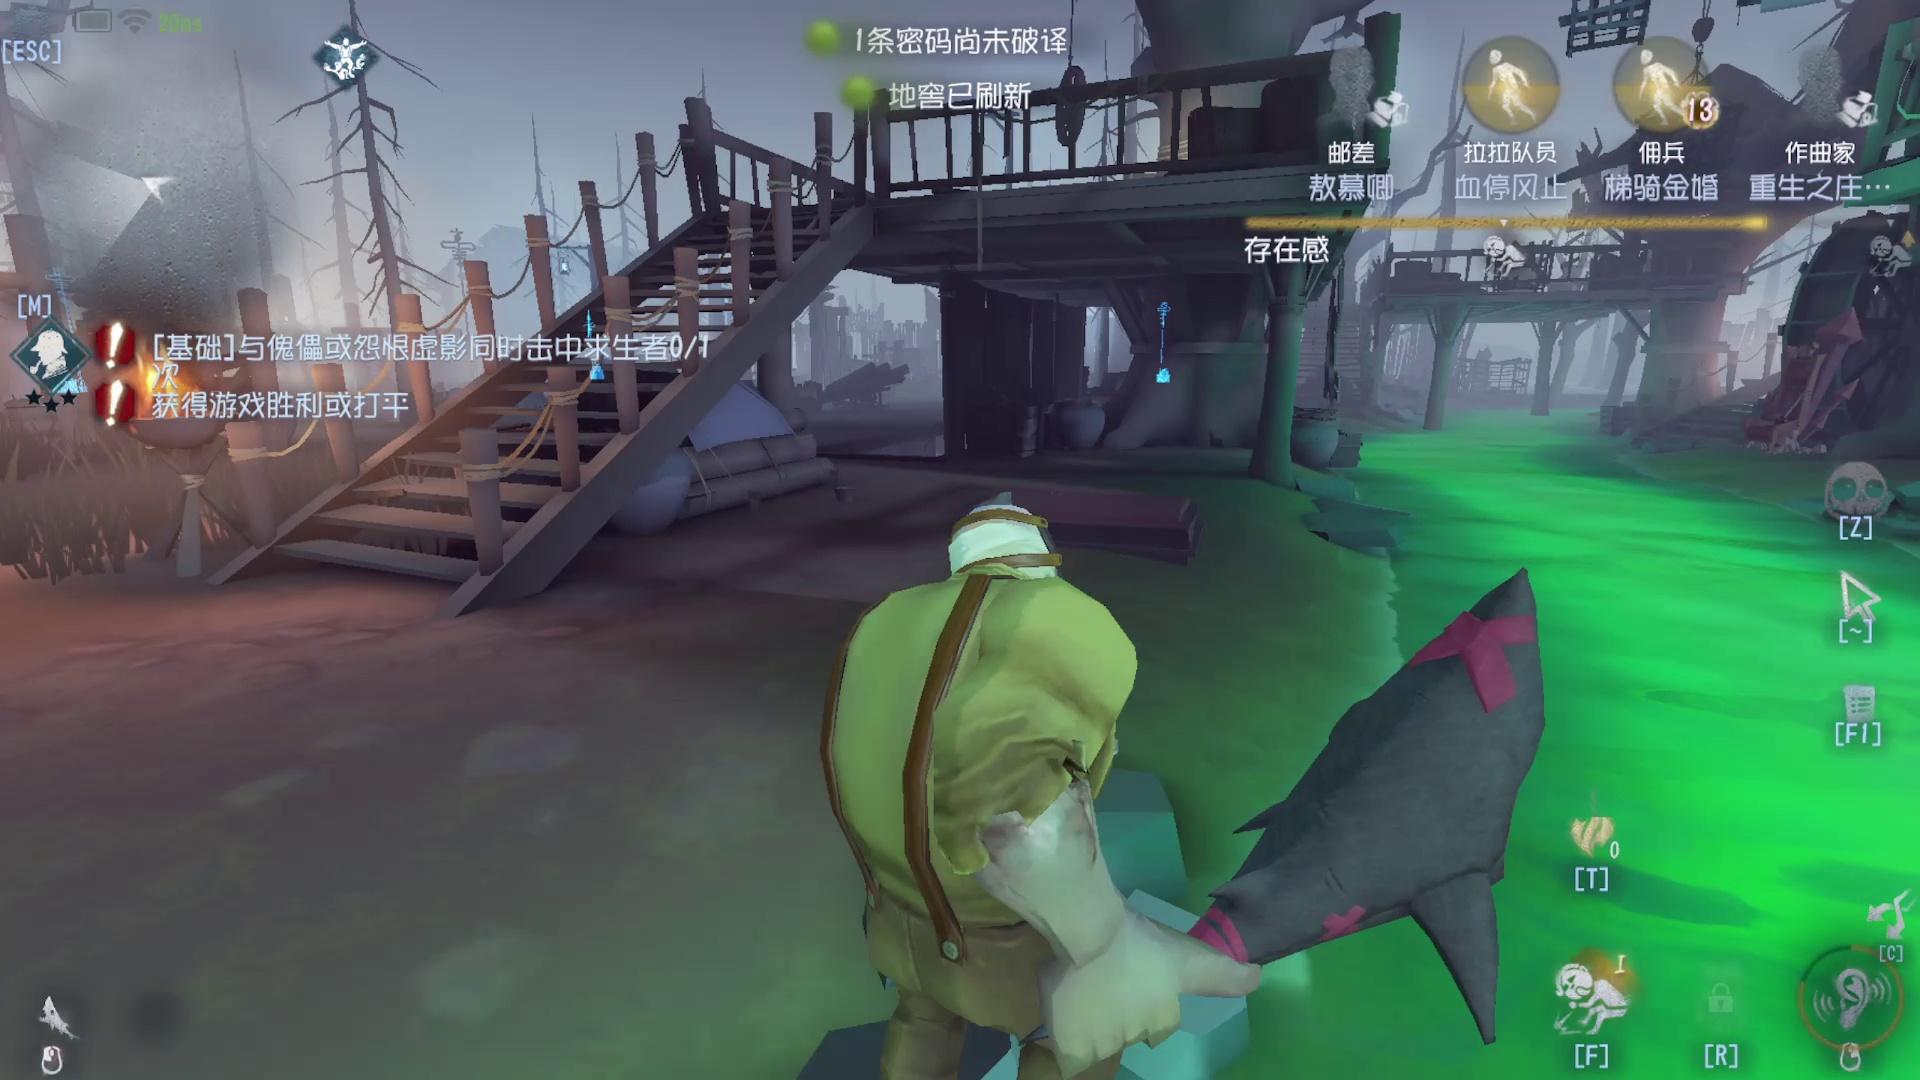 20ms
[ESC]
1条密码尚未破译
地窖已刷新
13
邮差
拉拉队员
佣兵
作曲家
敖慕卿
血停风止
梯骑金婚
重生之庄…
存在感
[M]
[基础]与傀儡或怨恨虚影同时击中求生者0/1
次
获得游戏胜利或打平
[Z]
[~]
[F1]
0
[T]
[C]
1
[F]
[R]